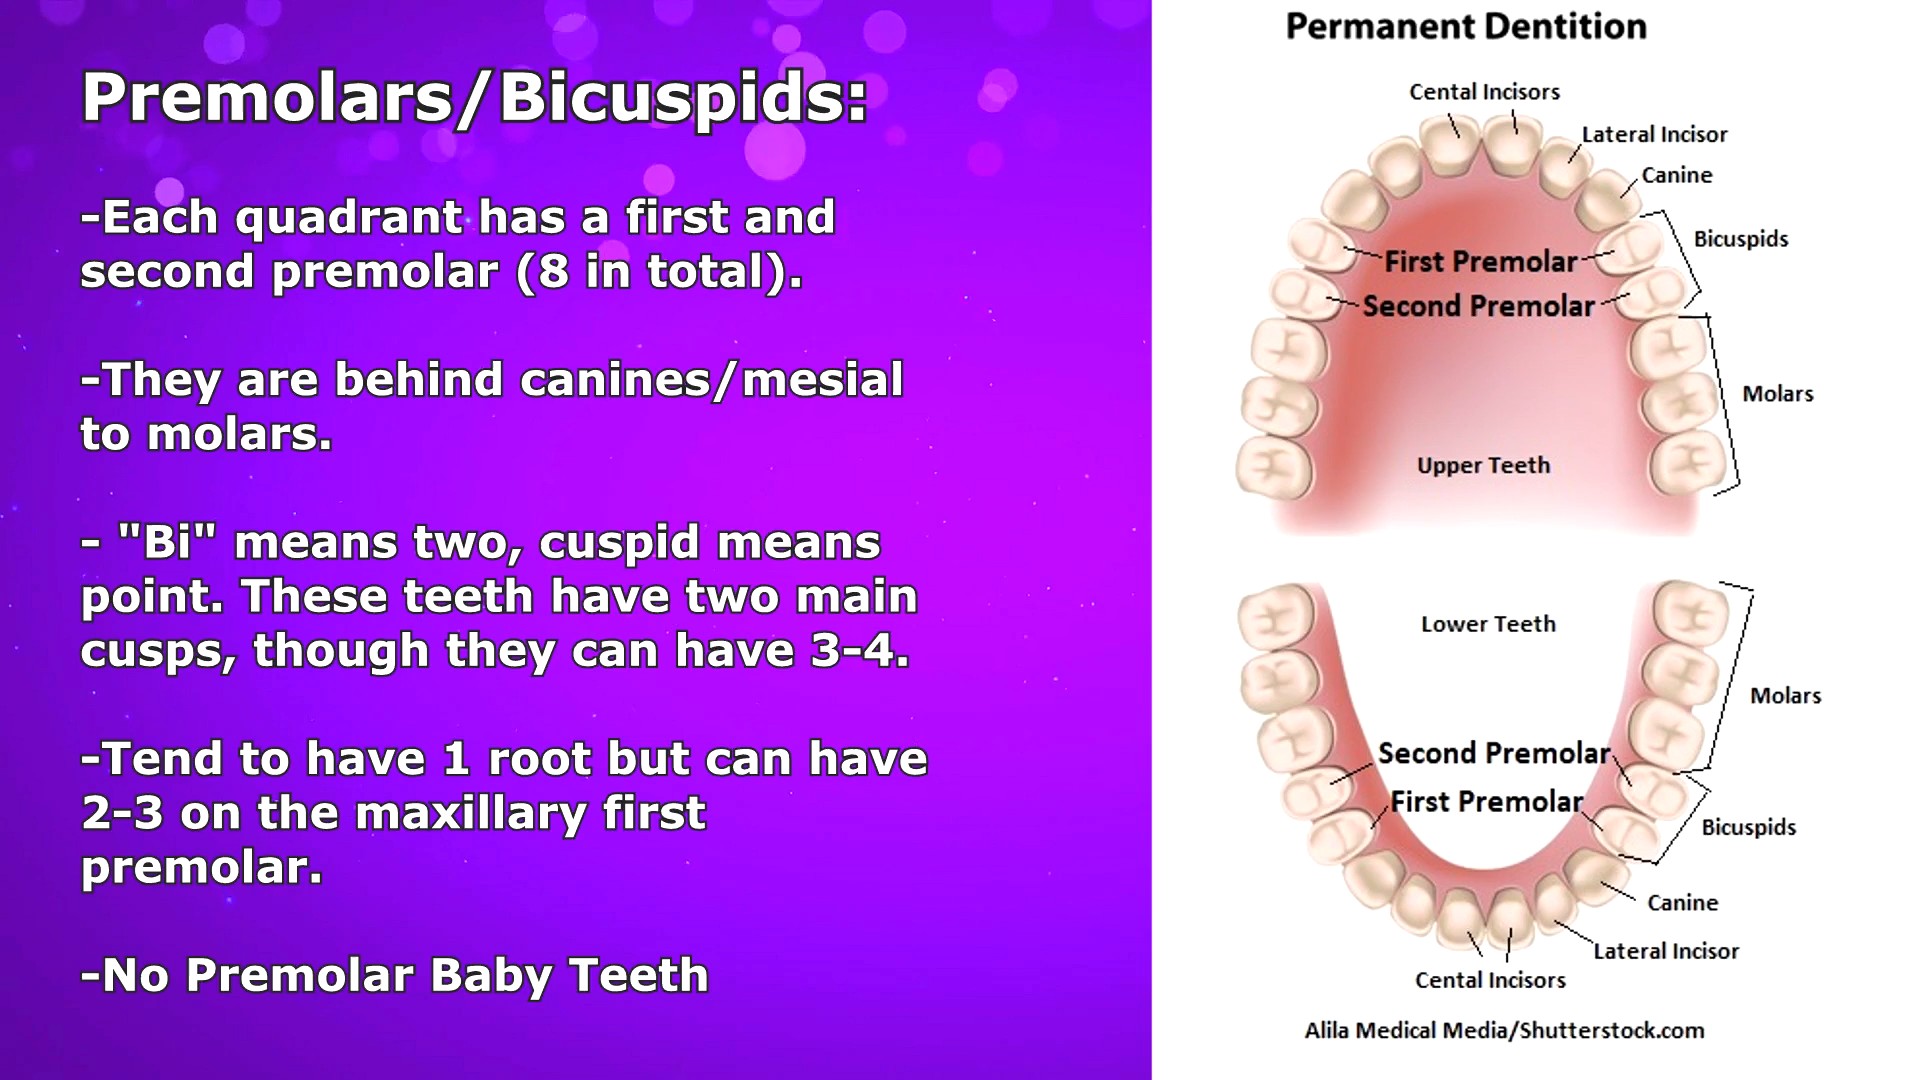 Premolars/Bicuspids:
-Each quadrant has a first and
second premolar (8 in total).
-They are behind canines/mesial
to molars.
- "Bi" means two, cuspid means
point. These teeth have two main
cusps, though they can have 3-4.
-Tend to have 1 root but can have
2-3 on the maxillary first
premolar.
-No Premolar Baby Teeth
Permanent Dentition
Cental Incisors
Lateral Incisor
Canine
Bicuspids
First Premolar
Second Premolar
Molars
Upper Teeth
Lower Teeth
Molars
Second Premolar
First Premolar
Bicuspids
Canine
Lateral Incisor
Cental Incisors
Alila Medical Media/Shutterstock.com